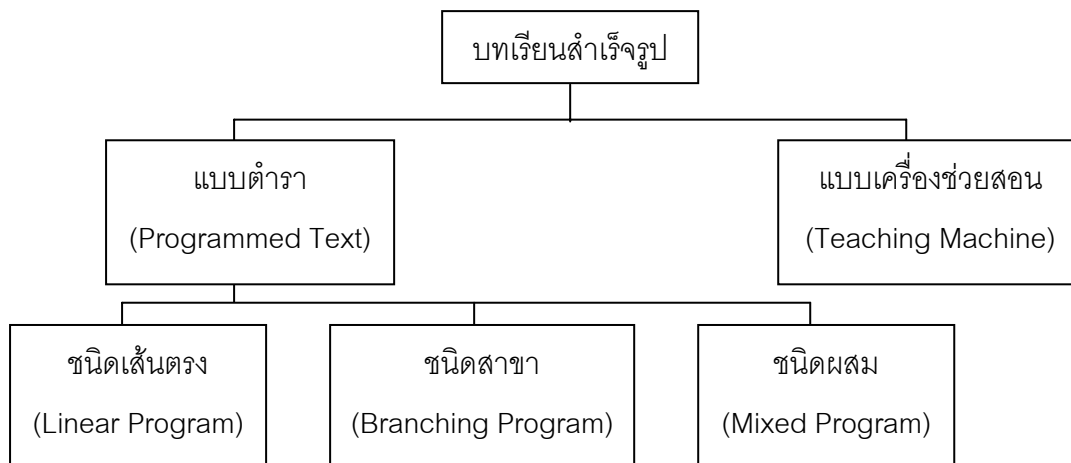 บทเรียนสำเร็จรูป
แบบตำรา
(Programmed Text)
แบบเครื่องช่วยสอน
(Teaching Machine)
ชนิดเส้นตรง
(Linear Program)
ชนิดสาขา
(Branching Program)
ชนิดผสม
(Mixed Program)